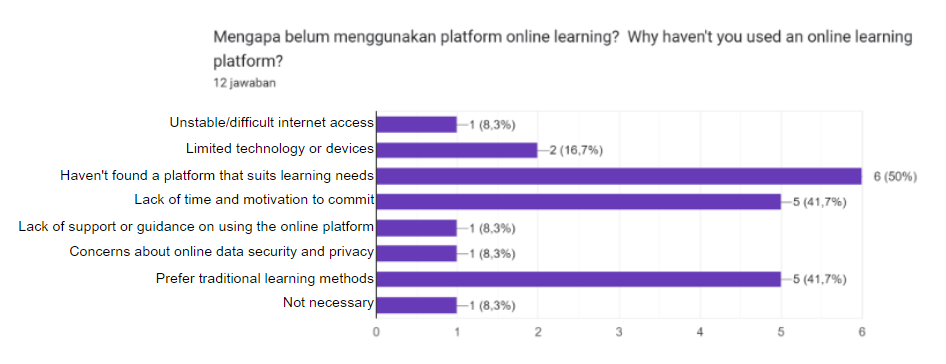 Mengapa belum menggunakan platform online learning? Why haven't you used an online learning
platform?
12 jawaban
Unstable/difficult internet access 1 (8,3%)
Limited technology or devices 2 (16,7%)
Haven't found a platform that suits learning needs 6 (50%)
Lack of time and motivation to commit 5 (41,7%)
Lack of support or guidance on using the online platform 1 (8,3%)
Concerns about online data security and privacy 1 (8,3%)
Prefer traditional learning methods 5 (41,7%)
Not necessary 1 (8,3%)
0 1 2 3 4 5 6